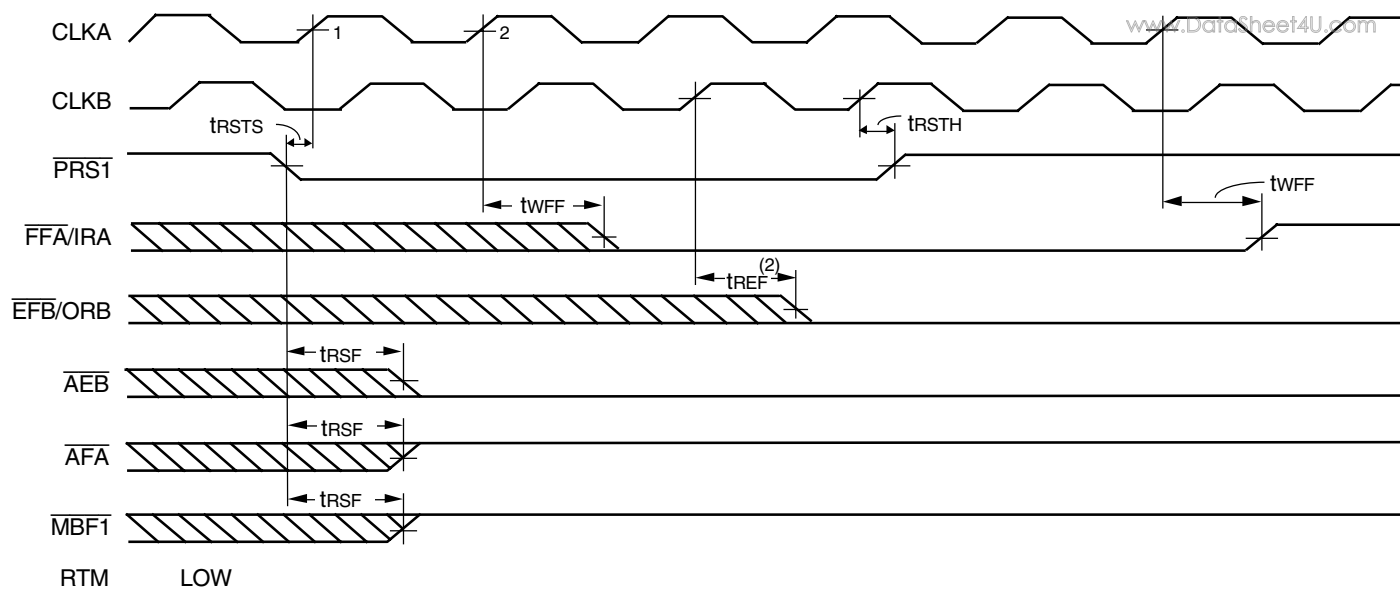 www.DataSheet4U.com
CLKA 1 2
CLKB
tRSTS tRSTH
PRS1
tWFF tWFF
FFA/IRA
tREF(2)
EFB/ORB
tRSF
AEB
tRSF
AFA
tRSF
MBF1
RTM LOW